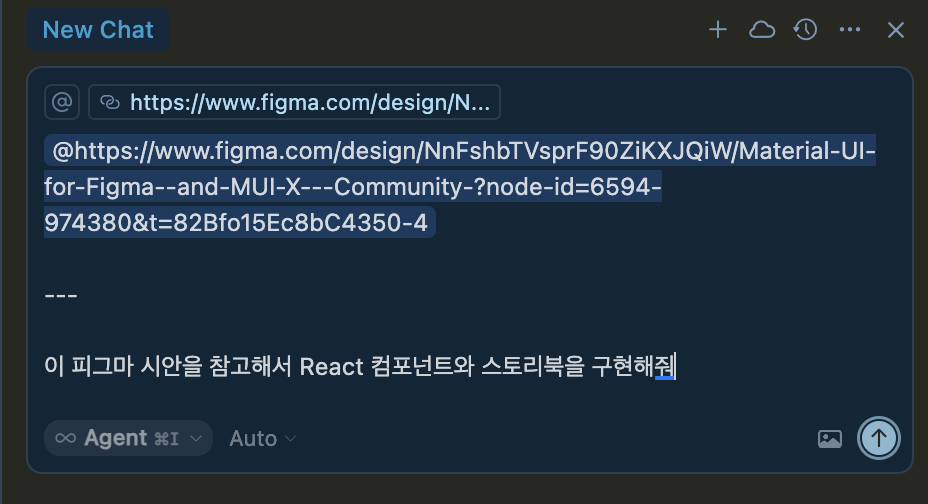 New Chat
@ https://www.figma.com/design/N...
@https://www.figma.com/design/NnFshbTVsprF90ZiKXJQiW/Material-UI-
for-Figma--and-MUI-X---Community-?node-id=6594-
974380&t=82Bfo15Ec8bC4350-4
---
이 피그마 시안을 참고해서 React 컴포넌트와 스토리북을 구현해줘
Agent ⌘I Auto